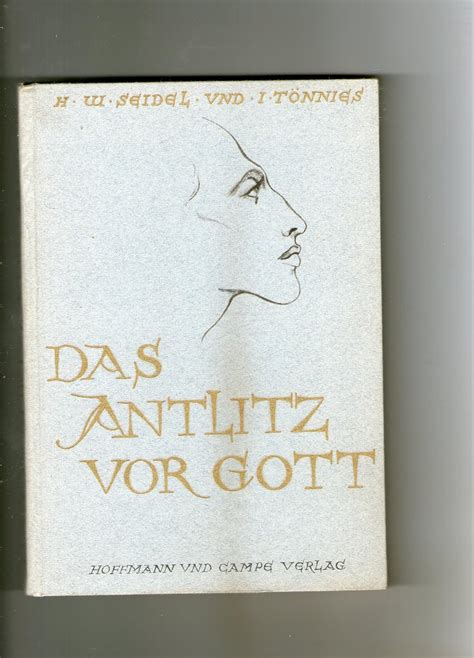 H · W · SEIDEL · VND · I · TÖNNIES
DAS
ANTLITZ
VOR GOTT
HOFFMANN VND CAMPE VERLAG